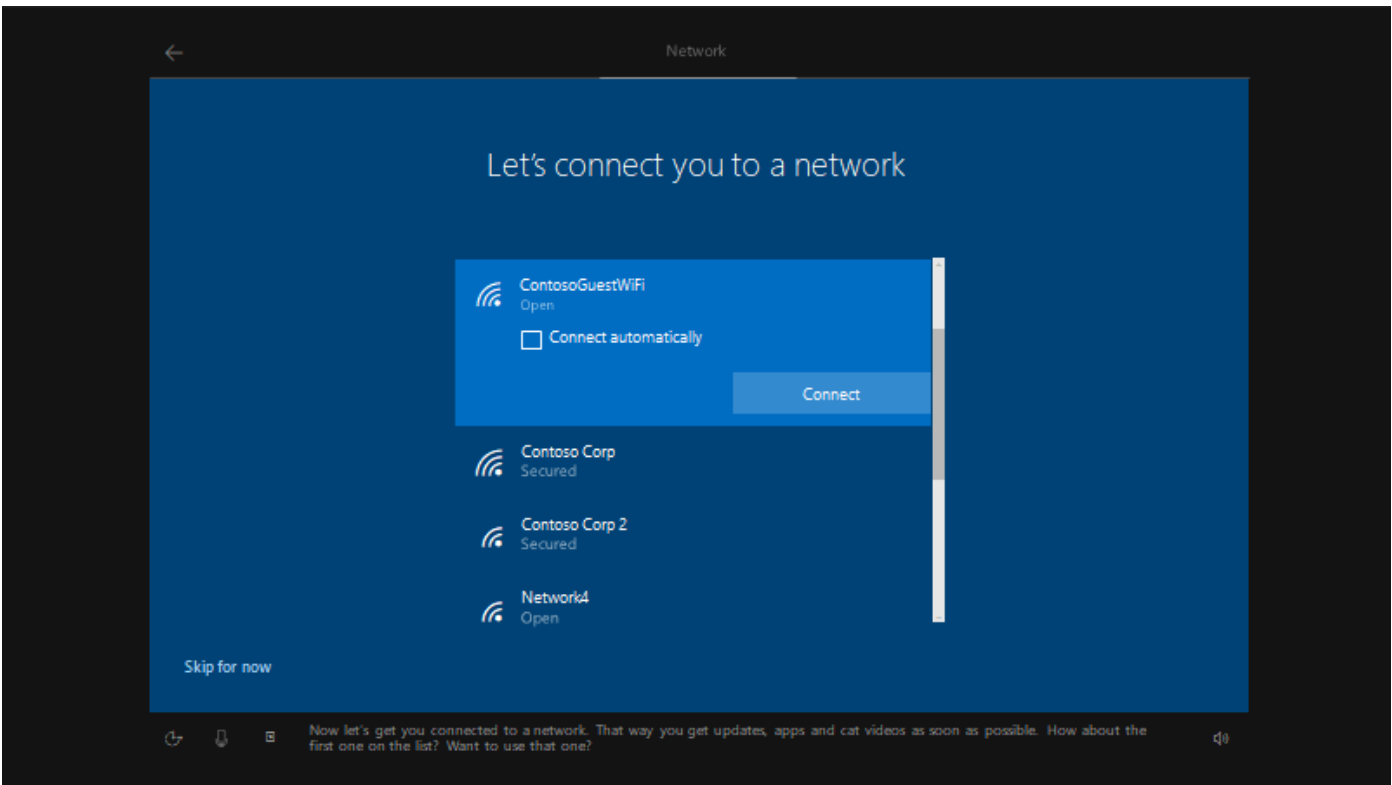 Network
Let's connect you to a network
ContosoGuestWiFi
Open
Connect automatically
Connect
Contoso Corp
Secured
Contoso Corp 2
Secured
Network4
Open
Skip for now
Now let's get you connected to a network. That way you get updates, apps and cat videos as soon as possible. How about the
first one on the list? Want to use that one?